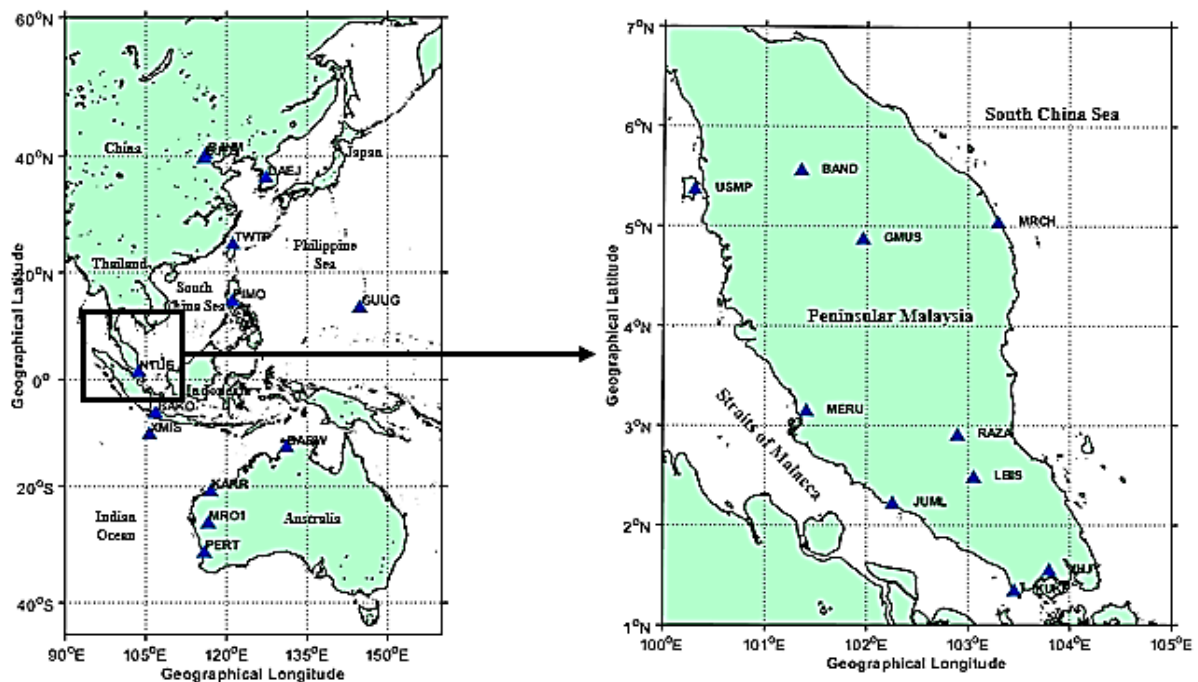 60°N
40°N
20°N
0°
20°S
40°S
90°E
105°E
120°E
135°E
150°E
Geographical Latitude
Geographical Longitude
China
Japan
DAEJ
TWTF
Philippine
Sea
Thailand
South
China Sea
PIMO
GUUG
NTUS
Indonesia
BAKO
XMIS
DARW
KARR
MRO1
PERT
Indian
Ocean
Australia
7°N
6°N
5°N
4°N
3°N
2°N
1°N
100°E
101°E
102°E
103°E
104°E
105°E
Geographical Latitude
Geographical Longitude
South China Sea
BAND
USMP
MRCH
GMUS
Peninsular Malaysia
MERU
RAZA
Straits of Malacca
LBIS
JUML
KUKP